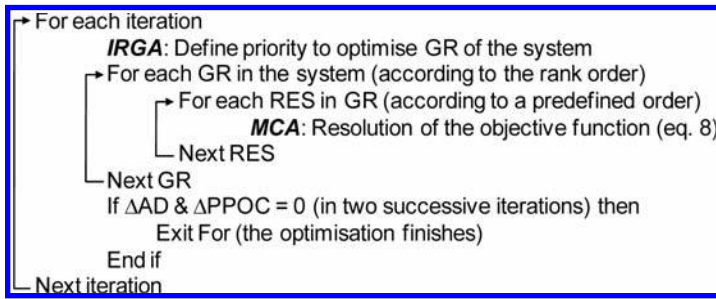 For each iteration
IRGA: Define priority to optimise GR of the system
For each GR in the system (according to the rank order)
For each RES in GR (according to a predefined order)
MCA: Resolution of the objective function (eq. 8)
Next RES
Next GR
If ΔAD & ΔPPOC = 0 (in two successive iterations) then
Exit For (the optimisation finishes)
End if
Next iteration